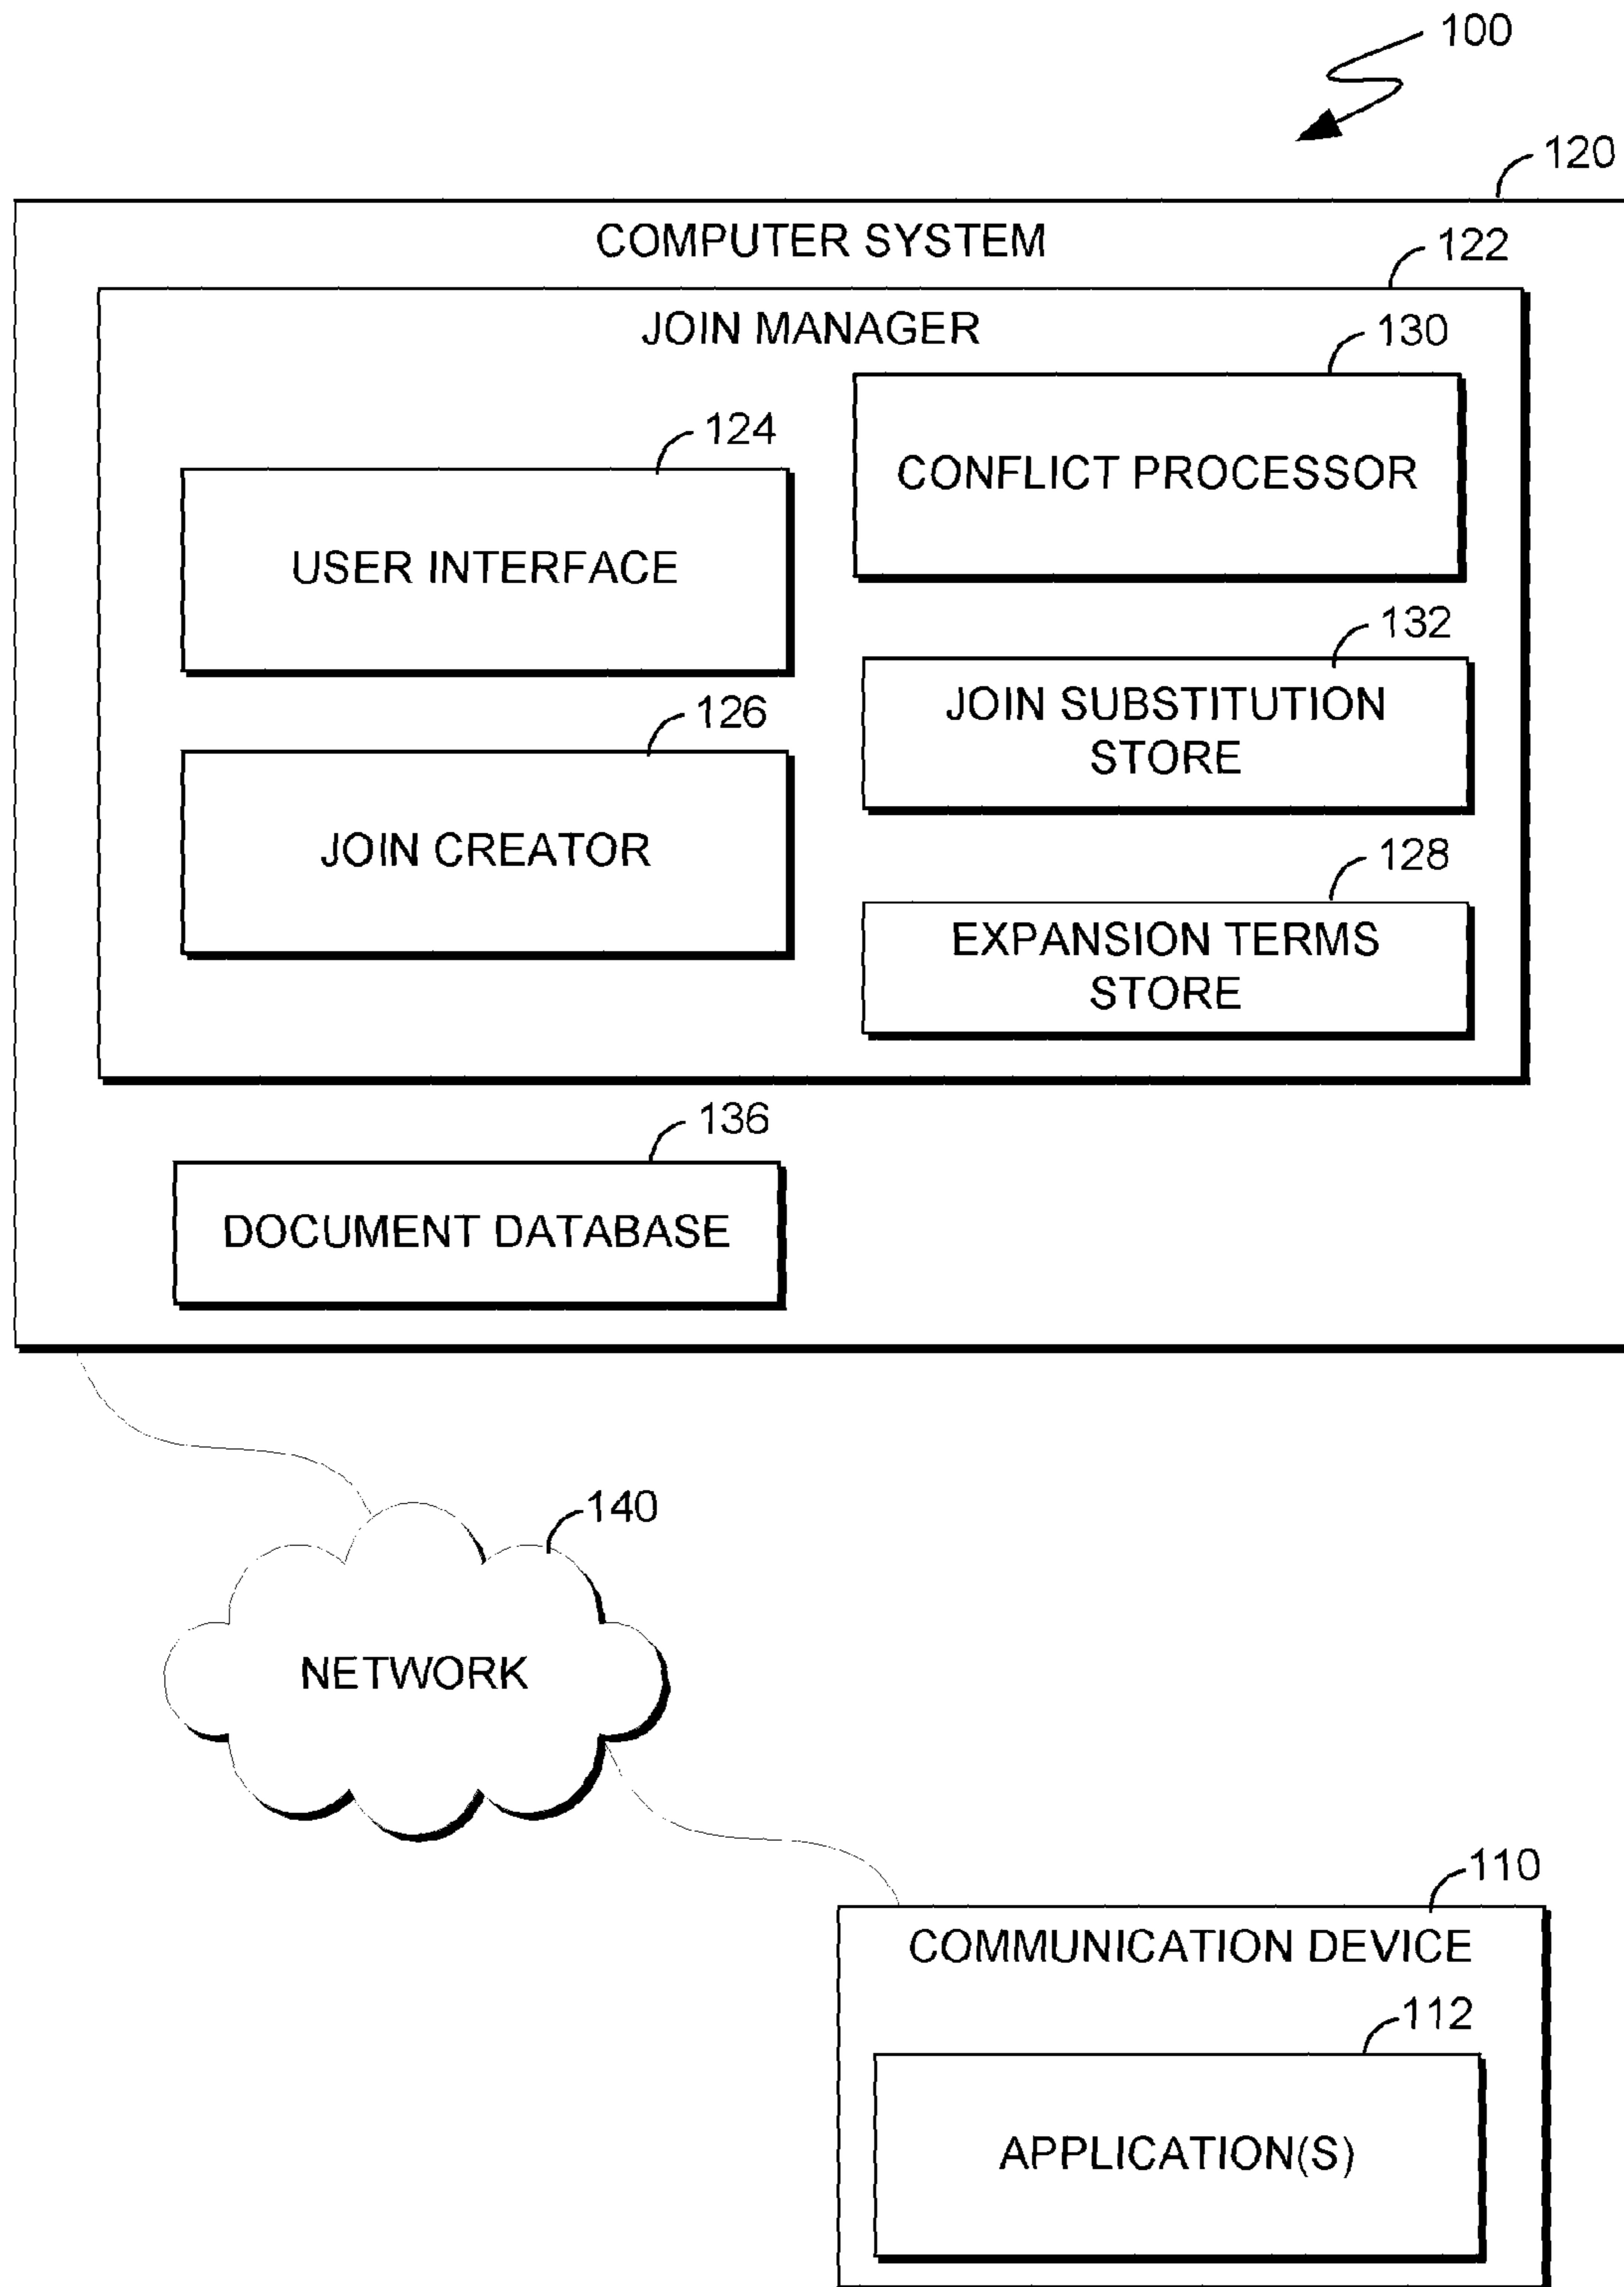 100
120
COMPUTER SYSTEM
122
JOIN MANAGER
130
CONFLICT PROCESSOR
124
USER INTERFACE
132
JOIN SUBSTITUTION
STORE
126
JOIN CREATOR
128
EXPANSION TERMS
STORE
136
DOCUMENT DATABASE
140
NETWORK
110
COMMUNICATION DEVICE
112
APPLICATION(S)